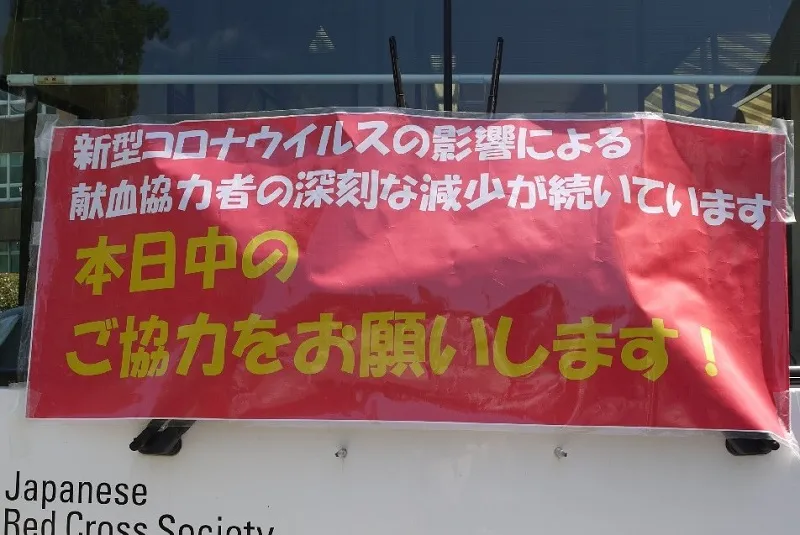 新型コロナウイルスの影響による
献血協力者の深刻な減少が続いています
本日中の
ご協力をお願いします!
Japanese
Red Cross Society